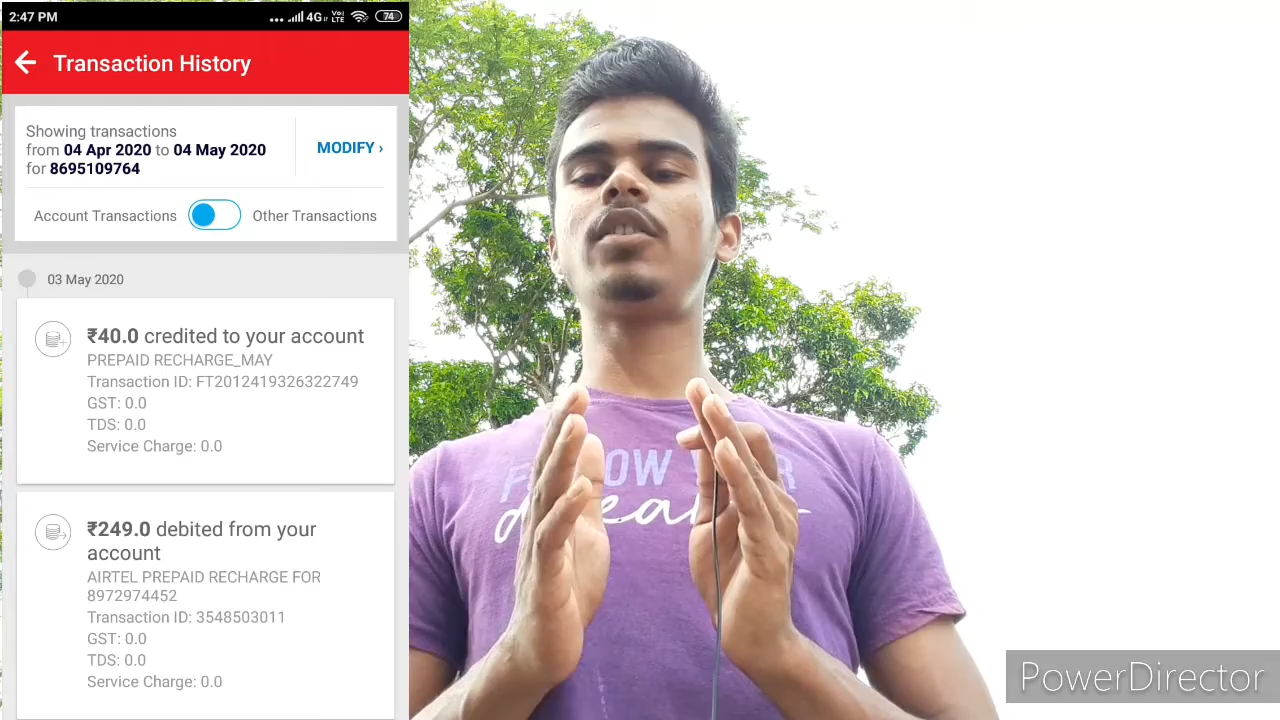 2:47 PM
4G
Vo)
LTE
74
Transaction History
Showing transactions
from 04 Apr 2020 to 04 May 2020
for 8695109764
MODIFY ›
Account Transactions
Other Transactions
03 May 2020
₹40.0 credited to your account
PREPAID RECHARGE_MAY
Transaction ID: FT2012419326322749
GST: 0.0
TDS: 0.0
Service Charge: 0.0
₹249.0 debited from your
account
AIRTEL PREPAID RECHARGE FOR
8972974452
Transaction ID: 3548503011
GST: 0.0
TDS: 0.0
Service Charge: 0.0
PowerDirector